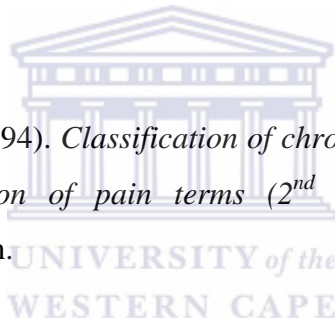 94). Classification of chro
on of pain terms (2nd
n.
UNIVERSITY of the
WESTERN CAPE